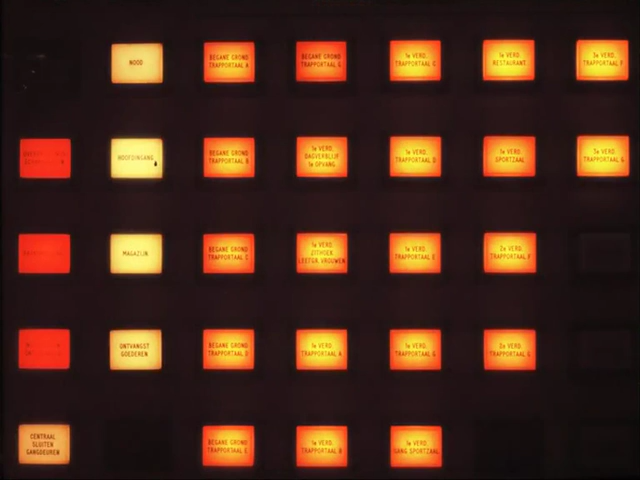 NOOD
BEGANE GROND
TRAPPORTAAL A
BEGANE GROND
TRAPPORTAAL G
1e VERD.
TRAPPORTAAL C
1e VERD.
RESTAURANT
3e VERD.
TRAPPORTAAL F
HOOFDINGANG
BEGANE GROND
TRAPPORTAAL B
1e VERD.
DAGVERBLIJF
1e OPVANG
1e VERD.
TRAPPORTAAL D
1e VERD.
SPORTZAAL
3e VERD.
TRAPPORTAAL G
MAGAZIJN
BEGANE GROND
TRAPPORTAAL C
1e VERD.
ZITHOEK
LEEFGR. VROUWEN
1e VERD.
TRAPPORTAAL E
2e VERD.
TRAPPORTAAL F
ONTVANGST
GOEDEREN
BEGANE GROND
TRAPPORTAAL D
1e VERD.
TRAPPORTAAL A
1e VERD.
TRAPPORTAAL G
2e VERD.
TRAPPORTAAL G
CENTRAAL
SLUITEN
GANGDEUREN
BEGANE GROND
TRAPPORTAAL E
1e VERD.
TRAPPORTAAL B
1e VERD.
GANG SPORTZAAL